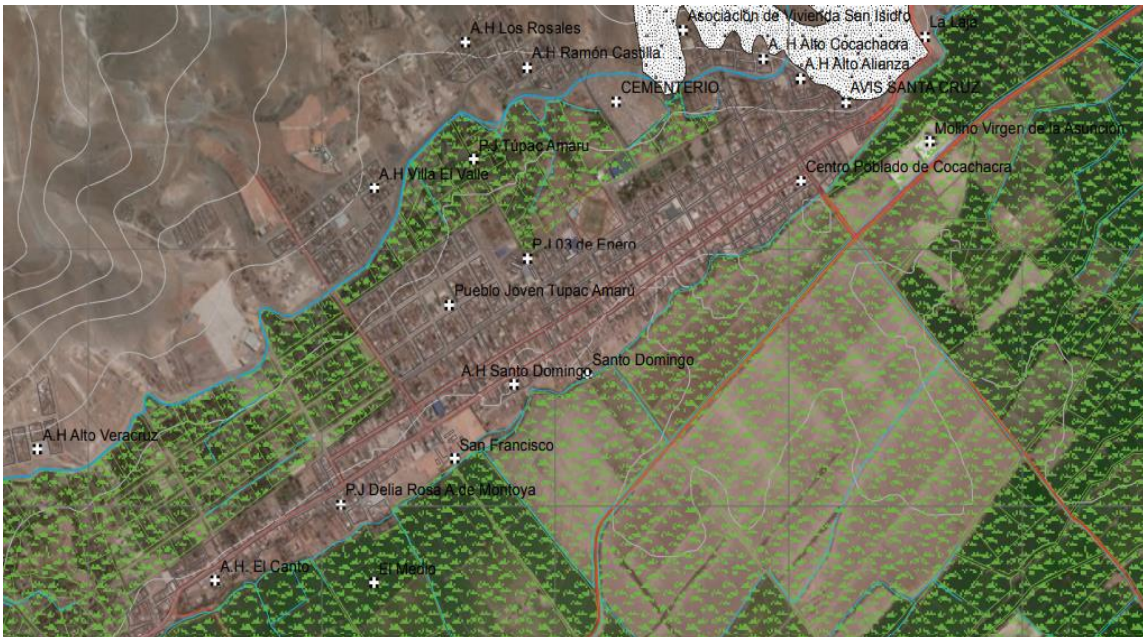 Asociación de Vivienda San Isidro
La Laja
A.H Los Rosales
A. H Alto Cocachacra
A.H Ramón Castilla
A.H Alto Alianza
CEMENTERIO
AVIS SANTA CRUZ
Molino Virgen de la Asunción
P.J Túpac Amaru
Centro Poblado de Cocachacra
A.H Villa El Valle
P.J 03 de Enero
Pueblo Joven Tupac Amarú
Santo Domingo
A.H Santo Domingo
A.H Alto Veracruz
San Francisco
P.J Delia Rosa A.de Montoya
A.H. El Canto
El Medio